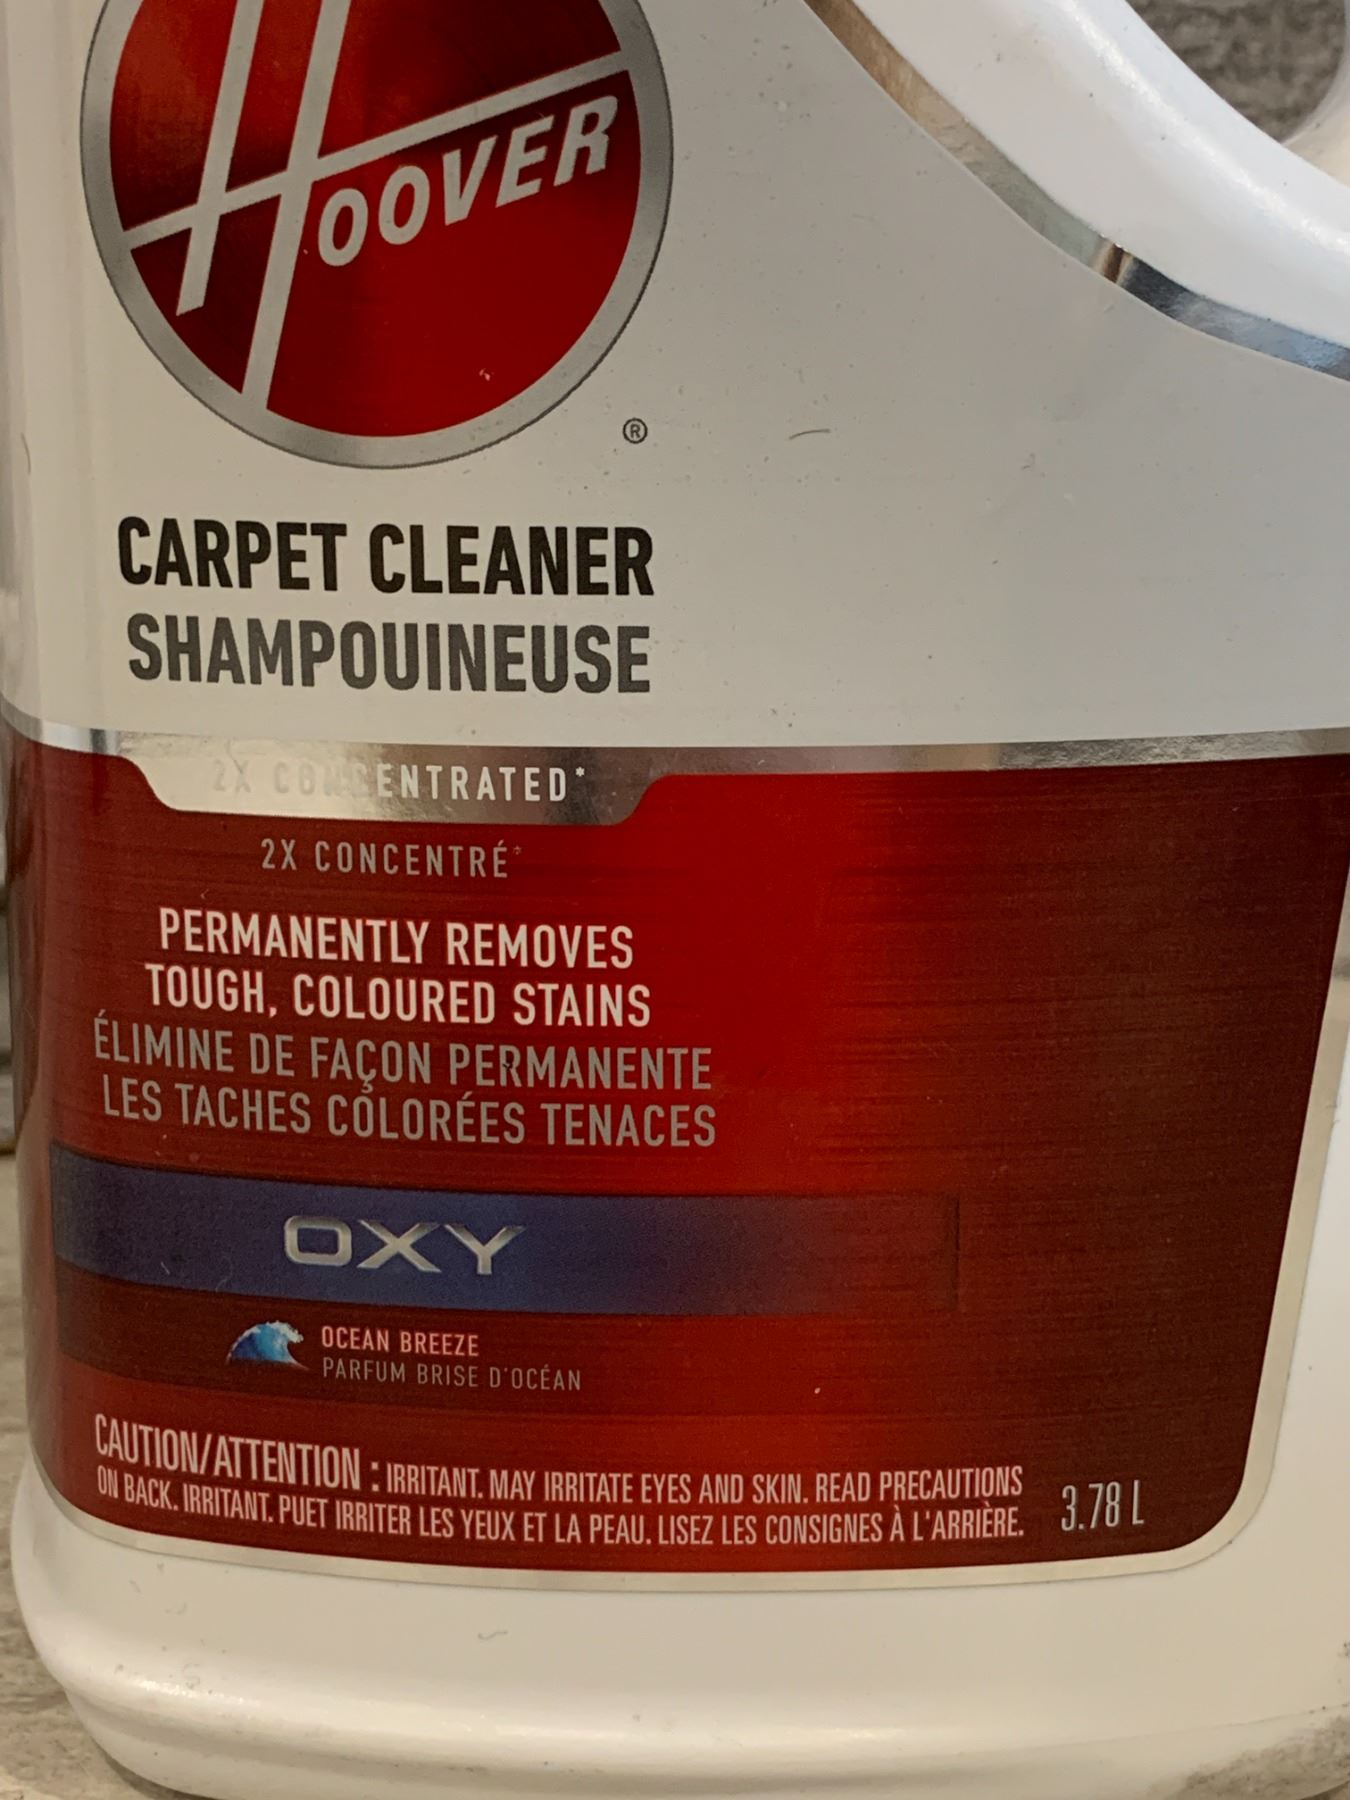 HOOVER
®
CARPET CLEANER
SHAMPOUINEUSE
2X CONCENTRATED*
2X CONCENTRÉ*
PERMANENTLY REMOVES
TOUGH, COLOURED STAINS
ÉLIMINE DE FAÇON PERMANENTE
LES TACHES COLORÉES TENACES
OXY
OCEAN BREEZE
PARFUM BRISE D'OCÉAN
CAUTION/ATTENTION : IRRITANT. MAY IRRITATE EYES AND SKIN. READ PRECAUTIONS
ON BACK. IRRITANT. PUET IRRITER LES YEUX ET LA PEAU. LISEZ LES CONSIGNES À L'ARRIÈRE.
3.78 L